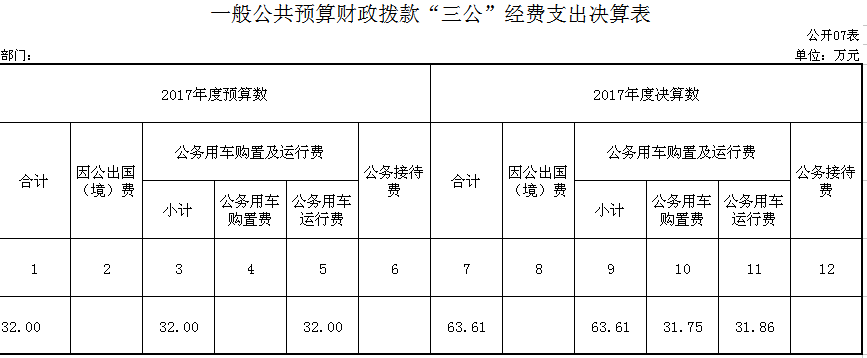 一般公共预算财政拨款“三公”经费支出决算表
公开07表
部门:
单位: 万元
2017年度预算数
2017年度决算数
合计
因公出国
（境）费
公务用车购置及运行费
公务接待
费
合计
因公出国
（境）费
公务用车购置及运行费
公务接待
费
小计
公务用车
购置费
公务用车
运行费
小计
公务用车
购置费
公务用车
运行费
1 2 3 4 5 6 7 8 9 10 11 12
32.00 32.00 32.00 63.61 63.61 31.75 31.86